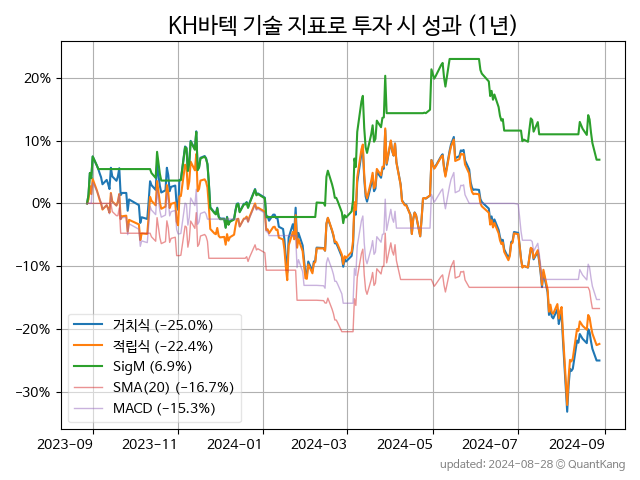 KH바텍 기술 지표로 투자 시 성과 (1년)
20%
10%
0%
−10%
−20%
−30%
거치식 (−25.0%)
적립식 (−22.4%)
SigM (6.9%)
SMA(20) (−16.7%)
MACD (−15.3%)
2023-09
2023-11
2024-01
2024-03
2024-05
2024-07
2024-09
updated: 2024-08-28 © QuantKang